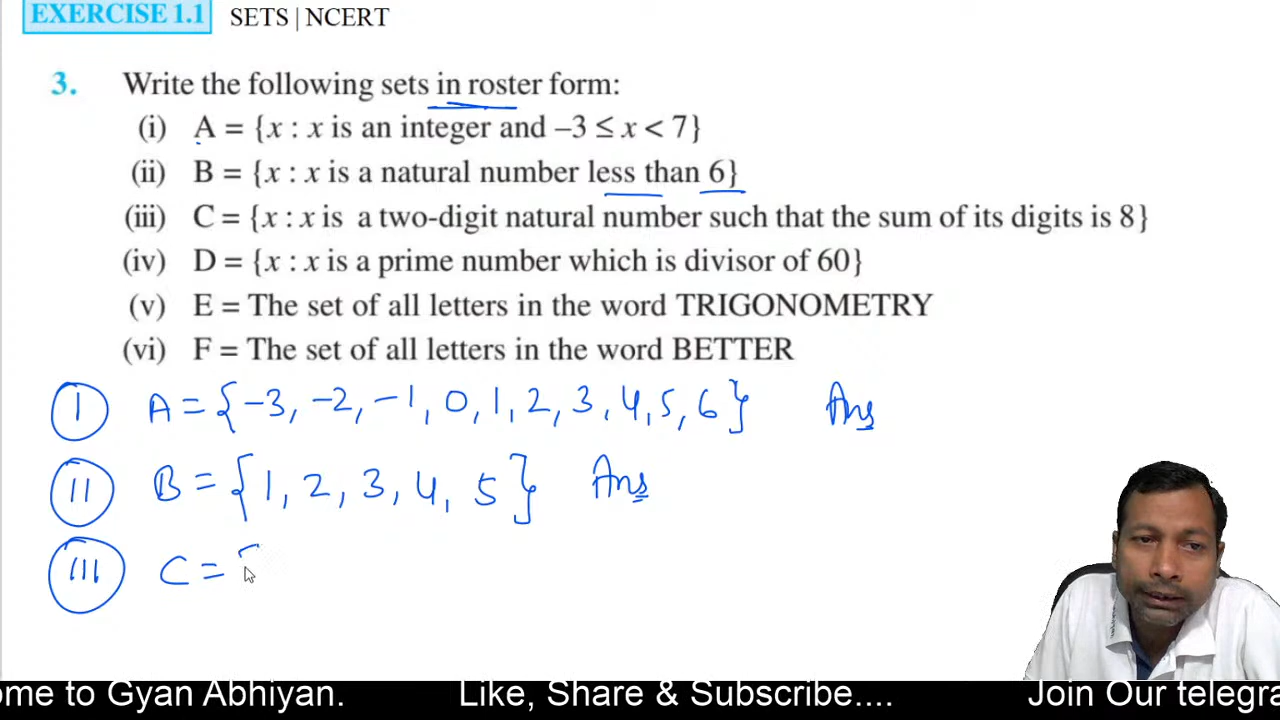 EXERCISE 1.1 SETS | NCERT
3. Write the following sets in roster form:
(i) A = {x : x is an integer and –3 ≤ x < 7}
(ii) B = {x : x is a natural number less than 6}
(iii) C = {x : x is a two-digit natural number such that the sum of its digits is 8}
(iv) D = {x : x is a prime number which is divisor of 60}
(v) E = The set of all letters in the word TRIGONOMETRY
(vi) F = The set of all letters in the word BETTER
I A = {-3, -2, -1, 0, 1, 2, 3, 4, 5, 6} Ans
II B = {1, 2, 3, 4, 5} Ans
III C =
ome to Gyan Abhiyan. Like, Share & Subscribe.... Join Our telegra